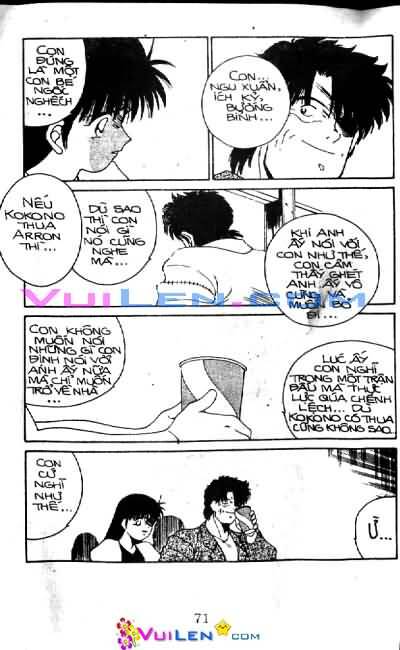 CON
ĐÚNG
LÀ MỘT
CON BÉ
NGỐC
NGHẾCH
...
CON...
NGU XUẨN,
ÍCH KỶ,
BƯỚNG
BỈNH...
NẾU
KOKONO
THUA
ARRON
THÌ...
DÙ SAO
THÌ CON
NÓI GÌ
NÓ CŨNG
NGHE
MÀ...
KHI ANH
ẤY NÓI VỚI
CON NHƯ THẾ,
CON CẢM
THẤY GHÉT
ANH ẤY VÔ
CÙNG VÀ
MUỐN BỎ
ĐI...
VUILEN.COM
CON KHÔNG
MUỐN NÓI
NHỮNG GÌ CON
ĐỊNH NÓI VỚI
ANH ẤY NỮA
MÀ CHỈ MUỐN
TRỞ VỀ NHÀ
...
LÚC ẤY
CON NGHĨ
TRONG MỘT TRẬN
ĐẤU MÀ THỰC
LỰC QUÁ CHÊNH
LỆCH... DÙ
KOKONO CÓ THUA
CŨNG KHÔNG SAO.
CON
CỨ
NGHĨ
NHƯ
THẾ...
Ừ...
71
VUILEN.COM